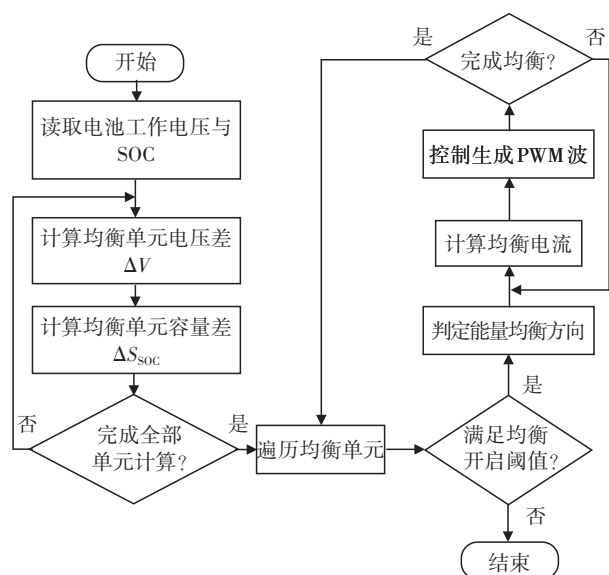 开始
读取电池工作电压与
SOC
计算均衡单元电压差
ΔV
计算均衡单元容量差
ΔS_SOC
否
完成全部
单元计算？
是
遍历均衡单元
满足均衡
开启阈值？
否
结束
是
判定能量均衡方向
计算均衡电流
控制生成PWM波
完成均衡？
是
否